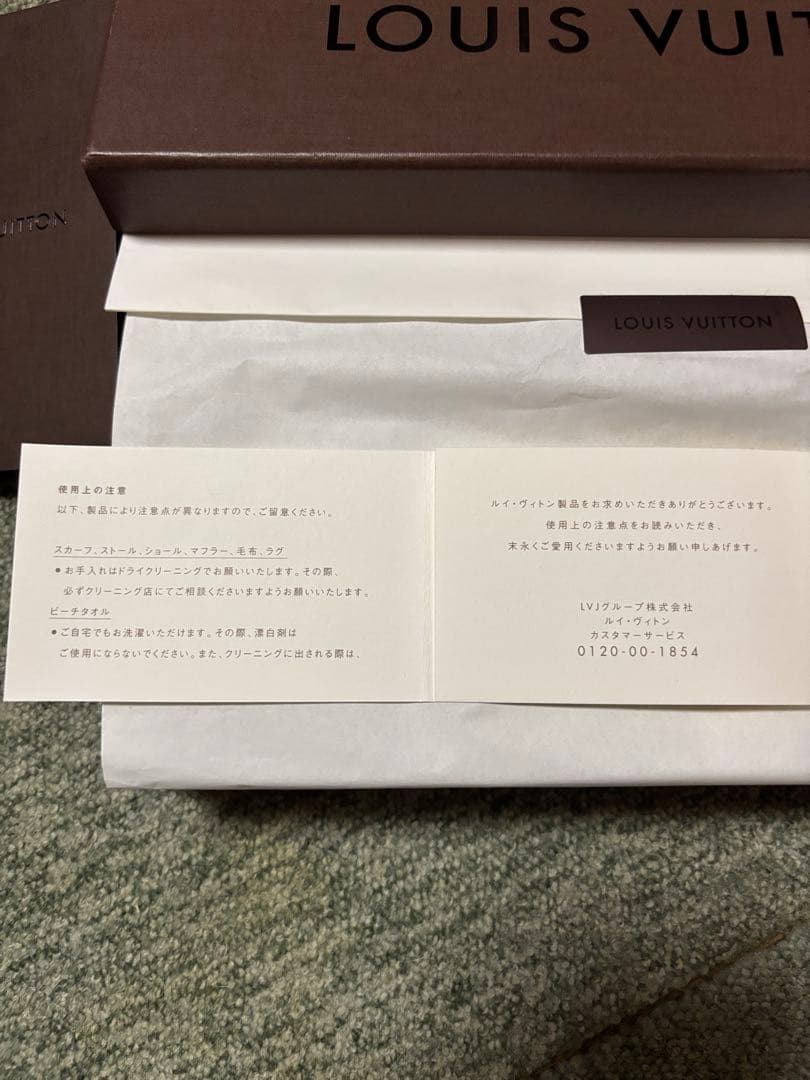 LOUIS VUIT
UITTON
LOUIS VUITTON
使用上の注意
以下、製品により注意点が異なりますので、ご留意ください。
スカーフ、ストール、ショール、マフラー、毛布、ラグ
●お手入れはドライクリーニングでお願いいたします。その際、
必ずクリーニング店にてご相談くださいますようお願いいたします。
ビーチタオル
●ご自宅でもお洗濯いただけます。その際、漂白剤は
ご使用にならないでください。また、クリーニングに出される際は、
ルイ・ヴィトン製品をお求めいただきありがとうございます。
使用上の注意点をお読みいただき、
末永くご愛用くださいますようお願い申しあげます。
LVJグループ株式会社
ルイ・ヴィトン
カスタマーサービス
0120-00-1854